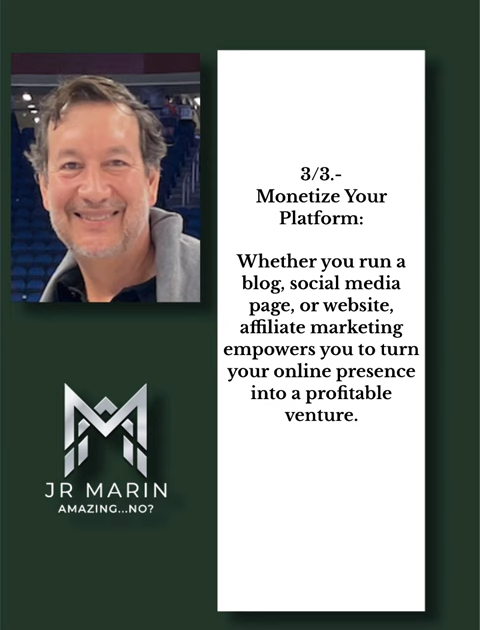 3/3.-
Monetize Your
Platform:
Whether you run a
blog, social media
page, or website,
affiliate marketing
empowers you to turn
your online presence
into a profitable
venture.
JR MARIN
AMAZING...NO?